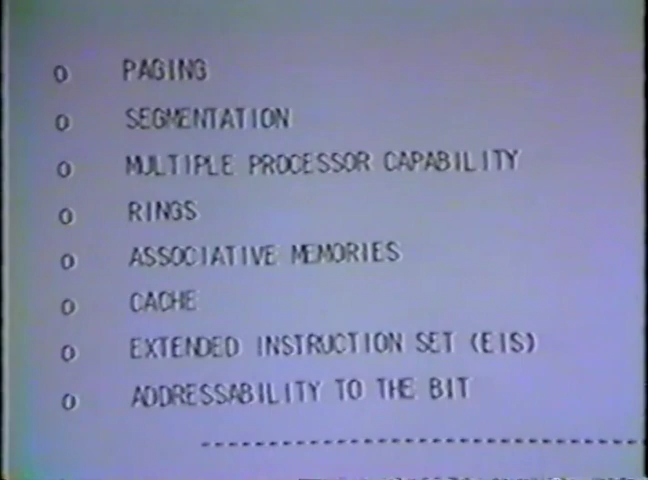 o PAGING
o SEGMENTATION
o MULTIPLE PROCESSOR CAPABILITY
o RINGS
o ASSOCIATIVE MEMORIES
o CACHE
o EXTENDED INSTRUCTION SET (EIS)
o ADDRESSABILITY TO THE BIT